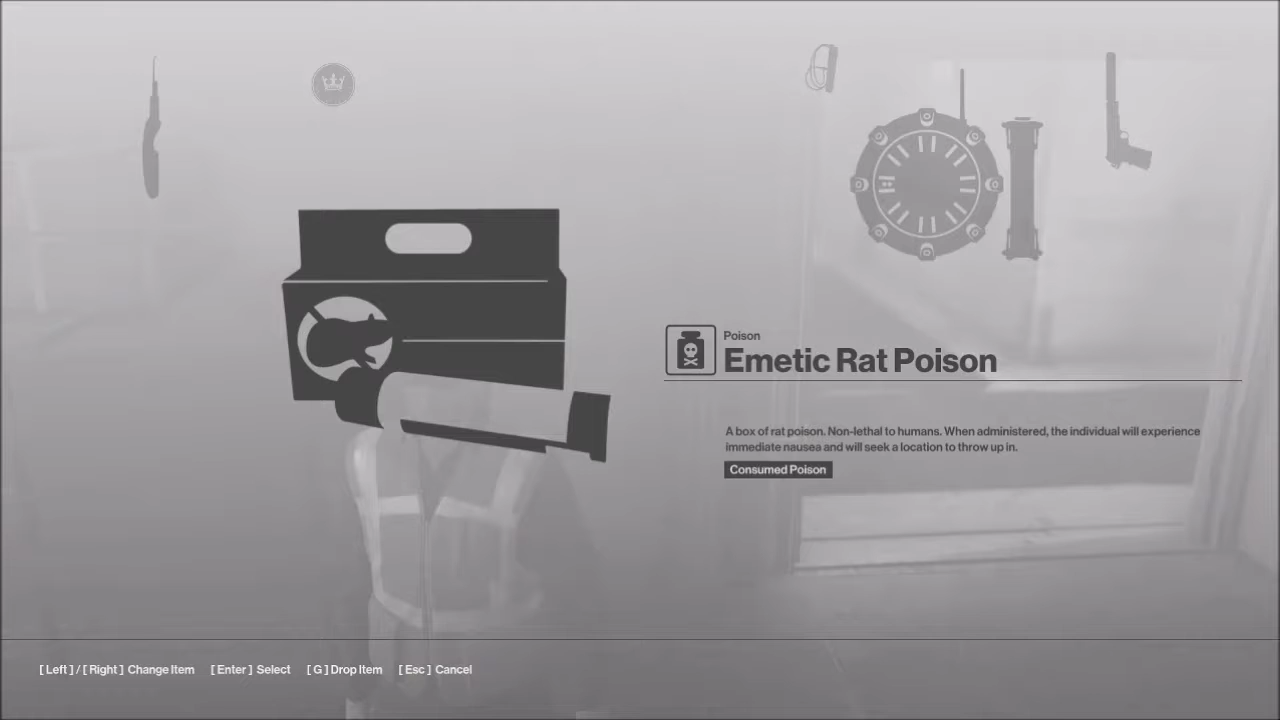 Poison
Emetic Rat Poison
A box of rat poison. Non-lethal to humans. When administered, the individual will experience
immediate nausea and will seek a location to throw up in.
Consumed Poison
[ Left ] / [ Right ] Change Item [ Enter ] Select [ G ] Drop Item [ Esc ] Cancel